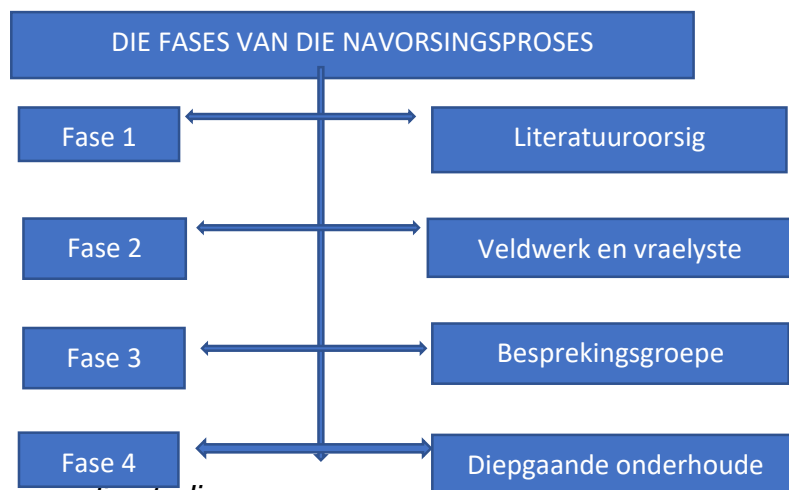 DIE FASES VAN DIE NAVORSINGSPROSES
Fase 1
Literatuuroorsig
Fase 2
Veldwerk en vraelyste
Fase 3
Besprekingsgroepe
Fase 4
Diepgaande onderhoude